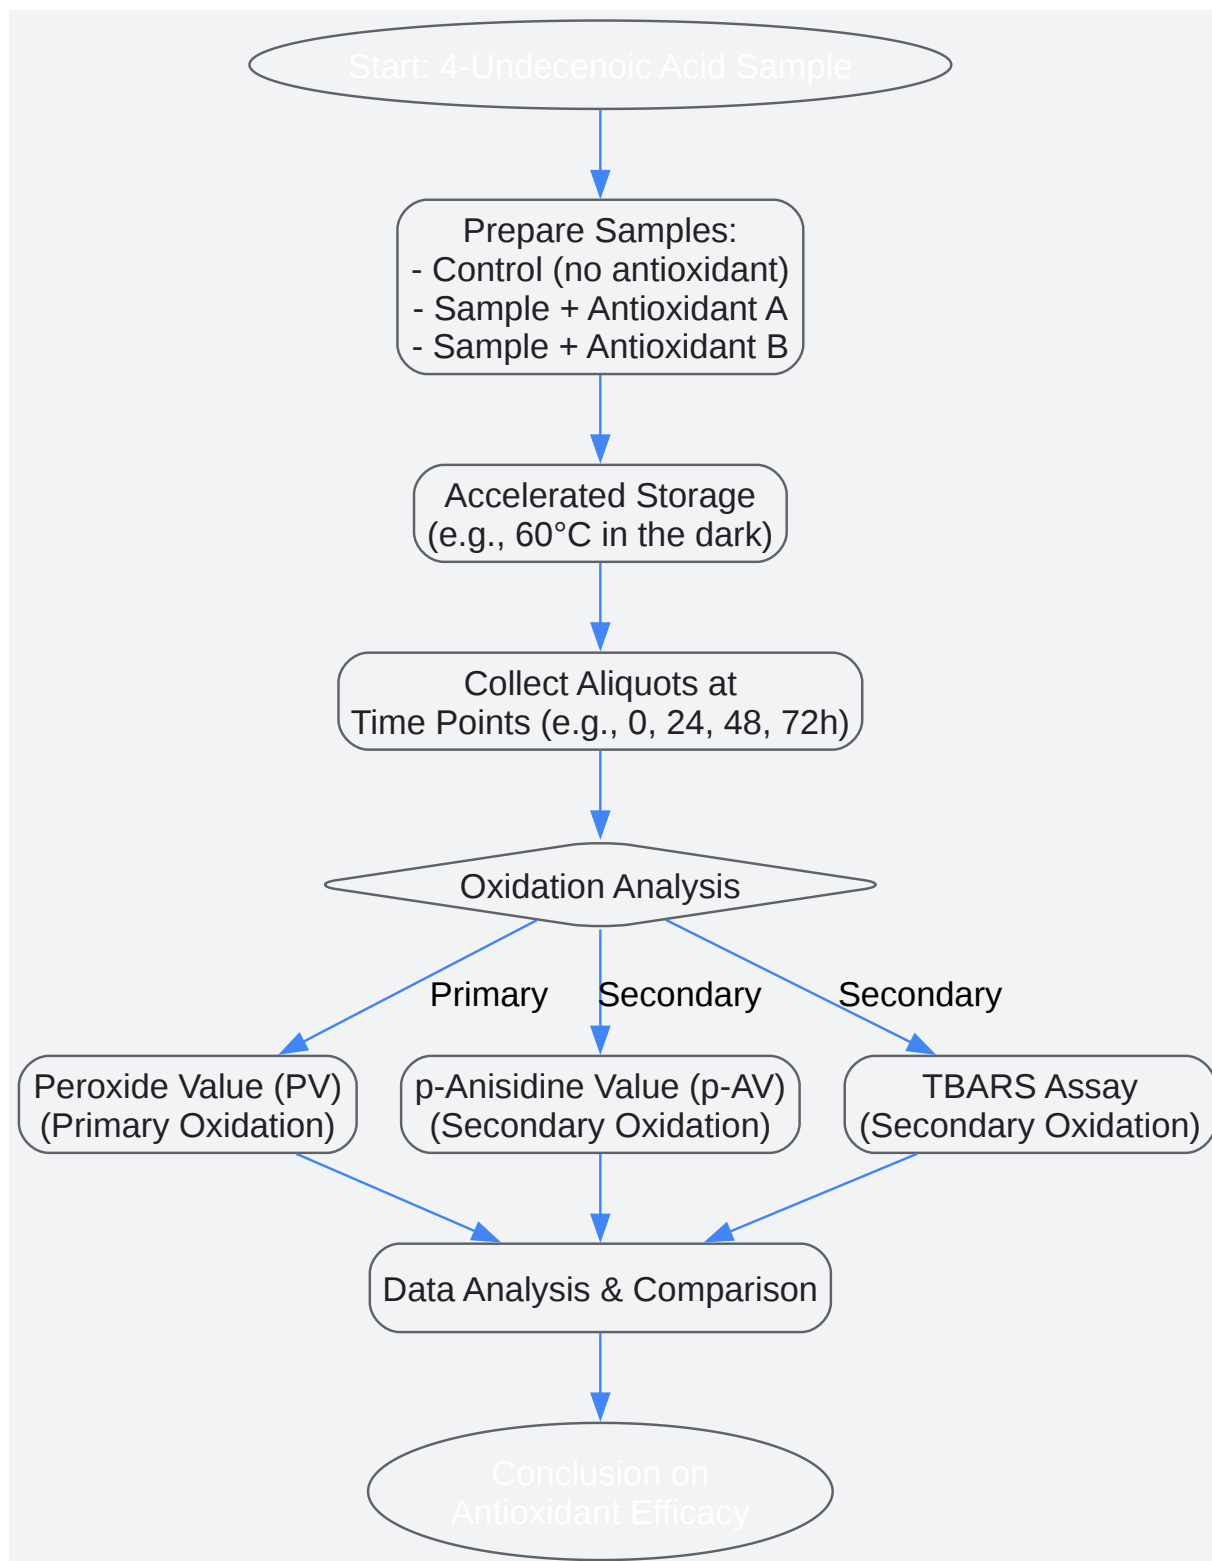 Start: 4-Undecenoic Acid Sample
Prepare Samples:
- Control (no antioxidant)
- Sample + Antioxidant A
- Sample + Antioxidant B
Accelerated Storage
(e.g., 60°C in the dark)
Collect Aliquots at
Time Points (e.g., 0, 24, 48, 72h)
Oxidation Analysis
Primary
Secondary
Secondary
Peroxide Value (PV)
(Primary Oxidation)
p-Anisidine Value (p-AV)
(Secondary Oxidation)
TBARS Assay
(Secondary Oxidation)
Data Analysis & Comparison
Conclusion on
Antioxidant Efficacy